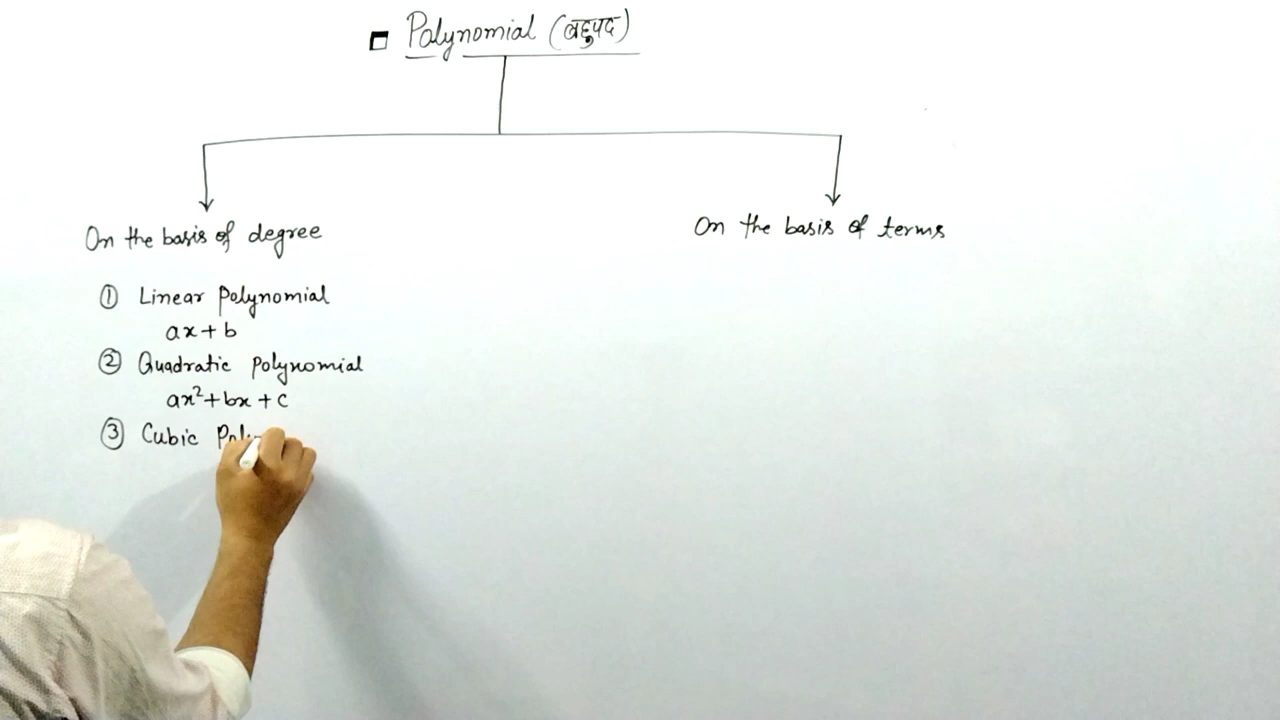 Polynomial (बहुपद)
On the basis of degree
On the basis of terms
① Linear Polynomial
ax + b
② Quadratic Polynomial
ax² + bx + c
③ Cubic